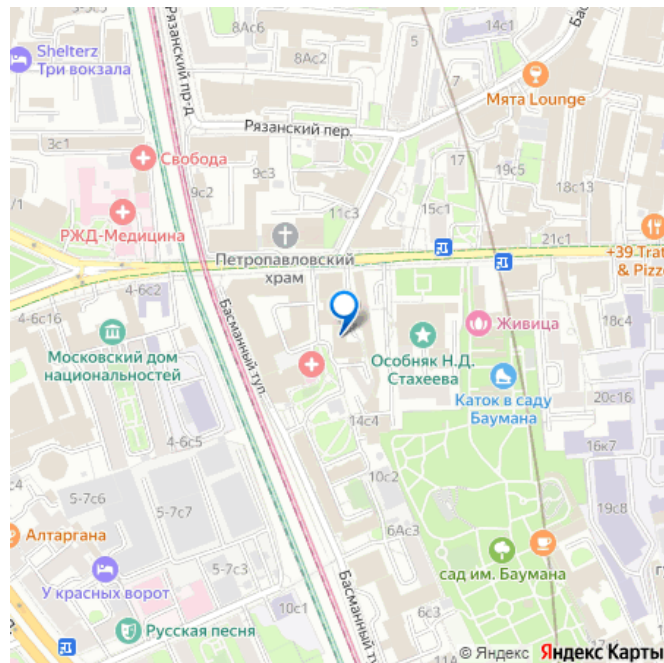 8Ас6
5
Ба
Shelterz
Три вокзала
8Ас2
7
14с1
Рязанский пр-д
Мята Lounge
Рязанский пер.
3с1
Свобода
9с3
17
19с5
9с2
18с13
/1
РЖД-Медицина
11с3
15с1
21с1
+39 Trat
& Pizze
Петропавловский
храм
4-6с2
4-6с16
Живица
18с4
Московский дом
национальностей
Басманный туп.
Особняк Н.Д.
Стахеева
Каток в саду
Баумана
20с16
14с4
4-6с5
16к7
с4
5-7с6
10с2
5-7с7
19с8
Алтаргана
6Ас3
5-7с3
сад им. Баумана
У красных ворот
Басманный ту
6с3
10с1
Русская песня
11А
© Яндекс Яндекс Карты